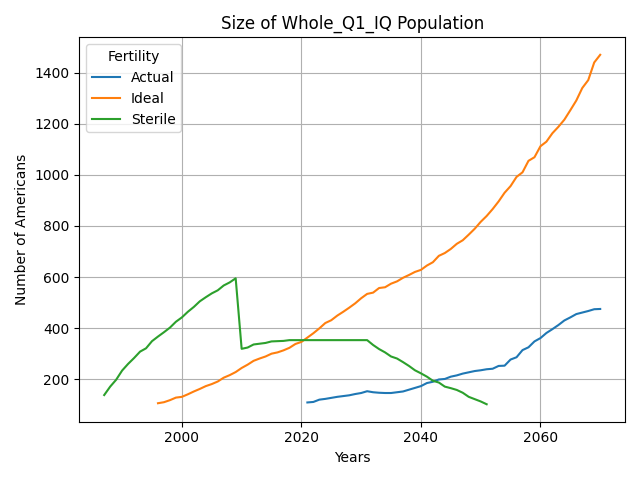 Size of Whole_Q1_IQ Population
Number of Americans
1400
1200
1000
800
600
400
200
Fertility
Actual
Ideal
Sterile
2000
2020
2040
2060
Years